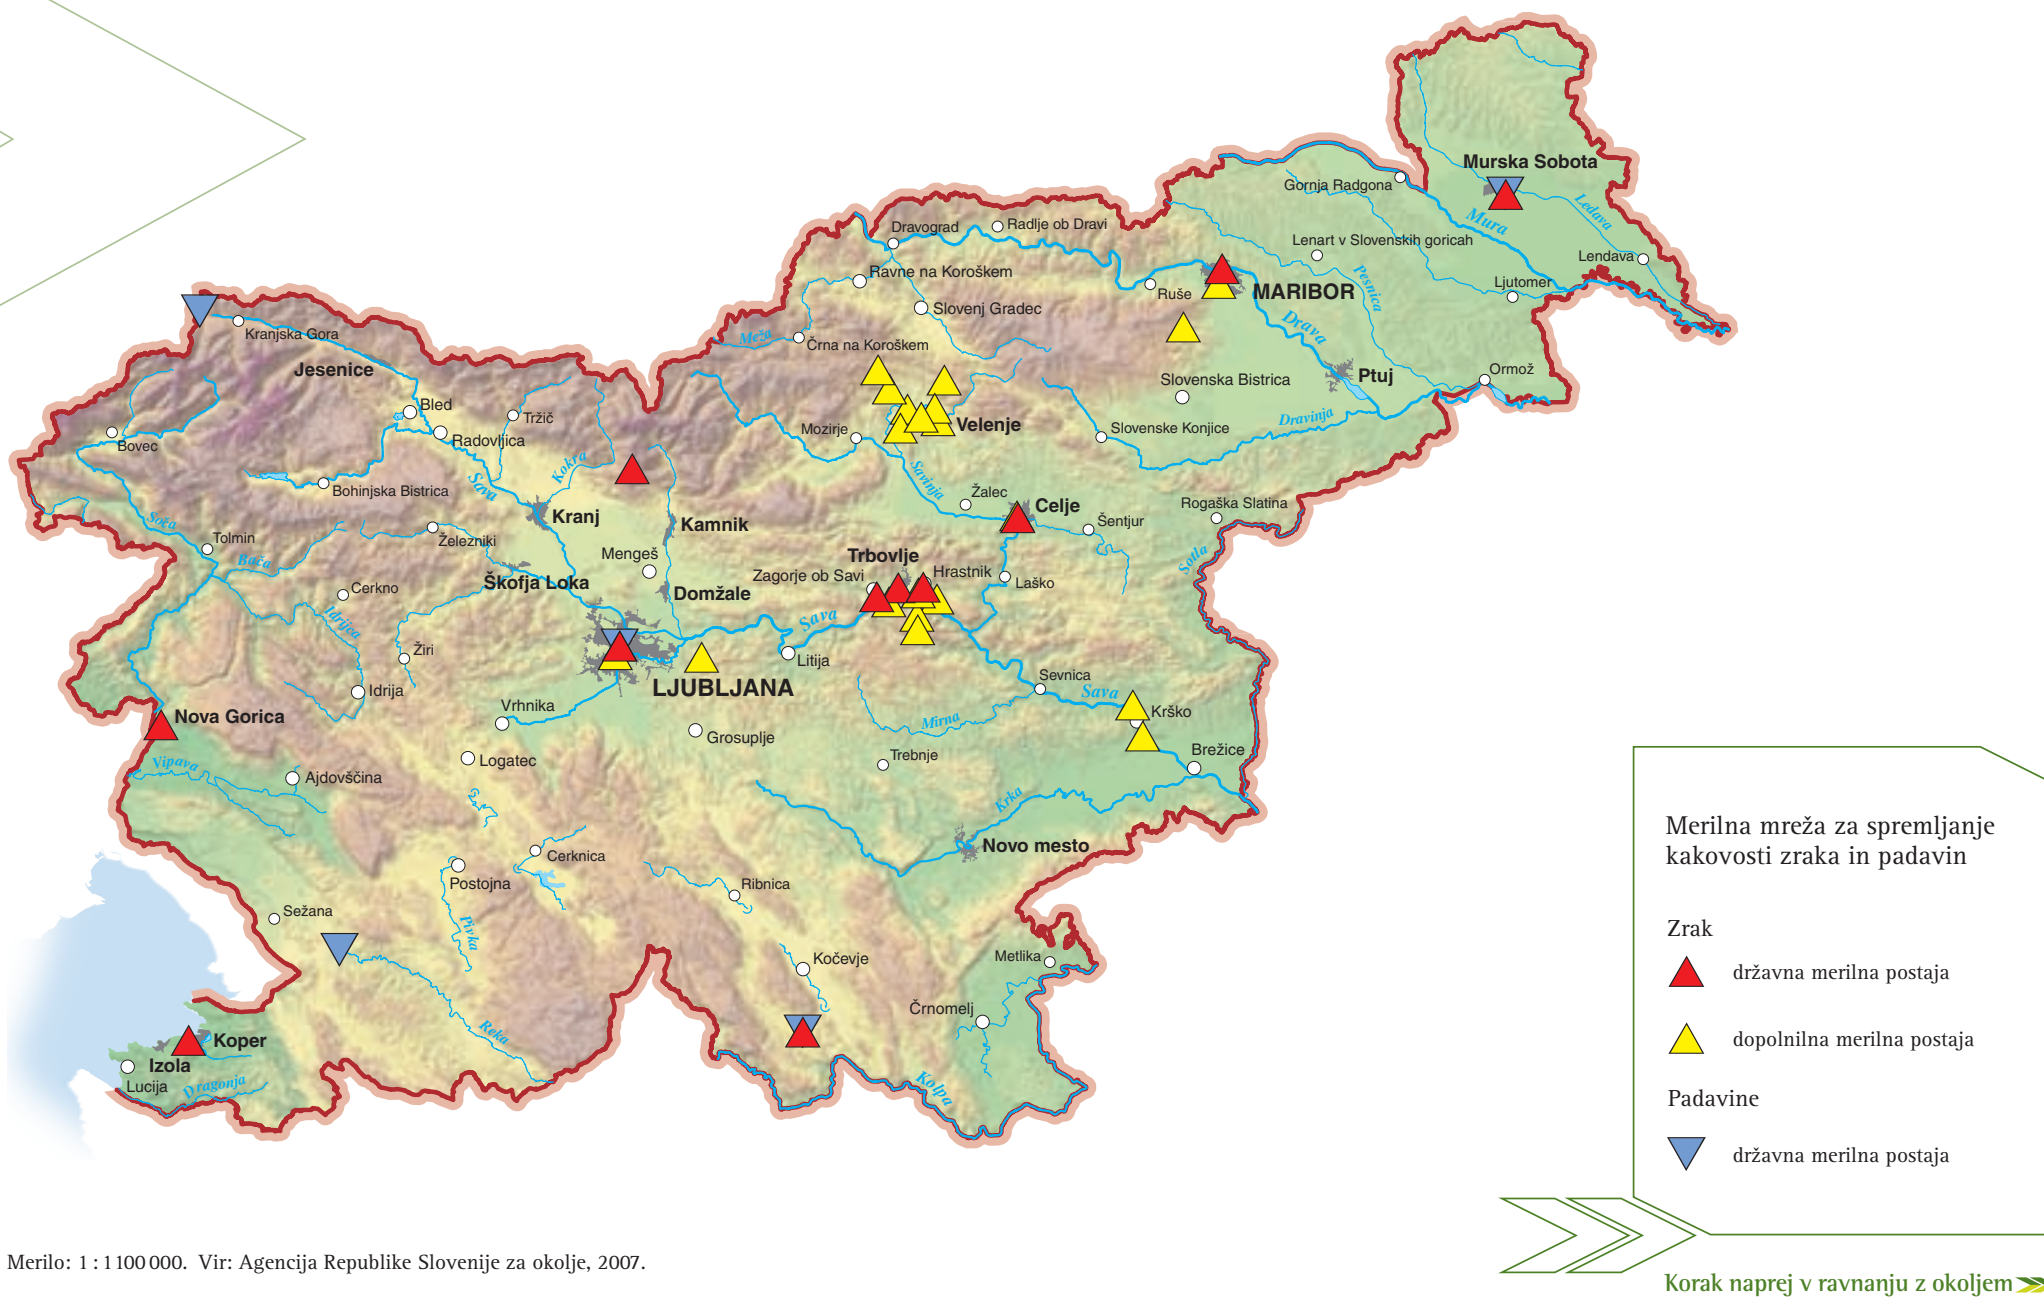 Murska Sobota
Gornja Radgona
Mura
Ledava
Dravograd
Radlje ob Dravi
Lenart v Slovenskih goricah
Lendava
Ravne na Koroškem
Pesnica
Ljutomer
Ruše
MARIBOR
Slovenj Gradec
Drava
Kranjska Gora
Meža
Črna na Koroškem
Jesenice
Ptuj
Ormož
Slovenska Bistrica
Bled
Tržič
Dravinja
Velenje
Mozirje
Slovenske Konjice
Radovljica
Bovec
Kokra
Savinja
Sava
Bohinjska Bistrica
Žalec
Rogaška Slatina
Celje
Soča
Kranj
Kamnik
Šentjur
Tolmin
Železniki
Mengeš
Trbovlje
Bača
Sotla
Zagorje ob Savi
Hrastnik
Škofja Loka
Laško
Cerkno
Domžale
Idrijca
Sava
Žiri
Litija
Sevnica
LJUBLJANA
Idrija
Sava
Vrhnika
Krško
Nova Gorica
Mirna
Grosuplje
Brežice
Trebnje
Logatec
Vipava
Ajdovščina
Krka
Novo mesto
Cerknica
Postojna
Ribnica
Sežana
Pivka
Kočevje
Metlika
Črnomelj
Reka
Koper
Izola
Lucija
Dragonja
Kolpa
Merilna mreža za spremljanje
kakovosti zraka in padavin
Zrak
državna merilna postaja
dopolnilna merilna postaja
Padavine
državna merilna postaja
Merilo: 1 : 1 100 000. Vir: Agencija Republike Slovenije za okolje, 2007.
Korak naprej v ravnanju z okoljem